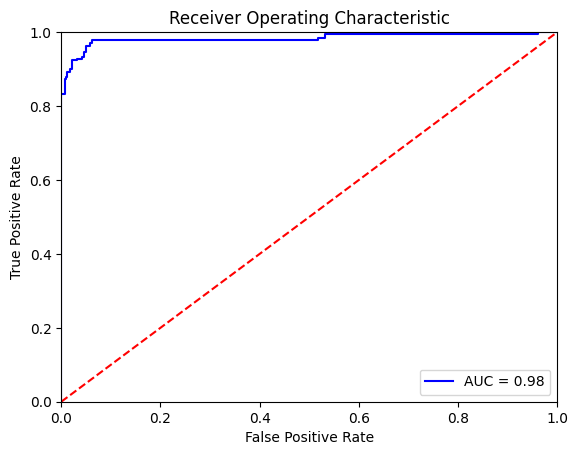 Receiver Operating Characteristic
1.0
0.8
0.6
0.4
0.2
0.0
True Positive Rate
AUC = 0.98
0.0 0.2 0.4 0.6 0.8 1.0
False Positive Rate